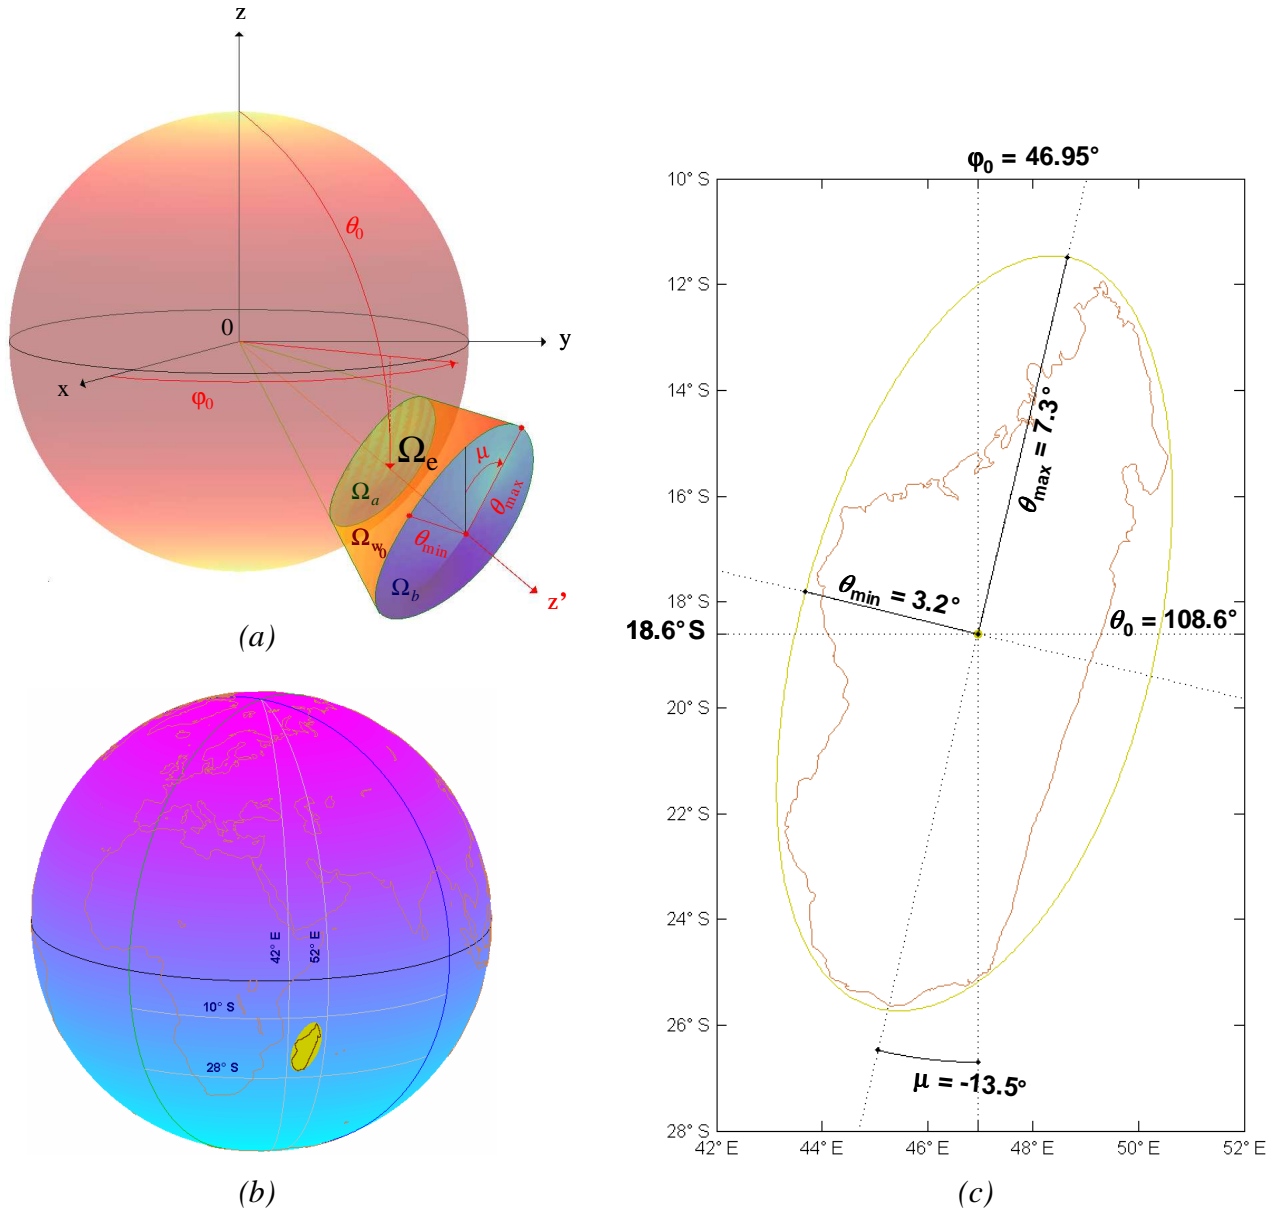 z
θ₀
0
y
x
φ₀
Ωₑ
μ
Ωₐ
θmax
Ωw₀
θmin
Ωb
z'
(a)
42° E
52° E
10° S
28° S
(b)
φ₀ = 46.95°
10° S
12° S
14° S
θmax = 7.3°
16° S
18° S
θmin = 3.2°
18.6° S
θ₀ = 108.6°
20° S
22° S
24° S
26° S
μ = -13.5°
28° S
42° E
44° E
46° E
48° E
50° E
52° E
(c)